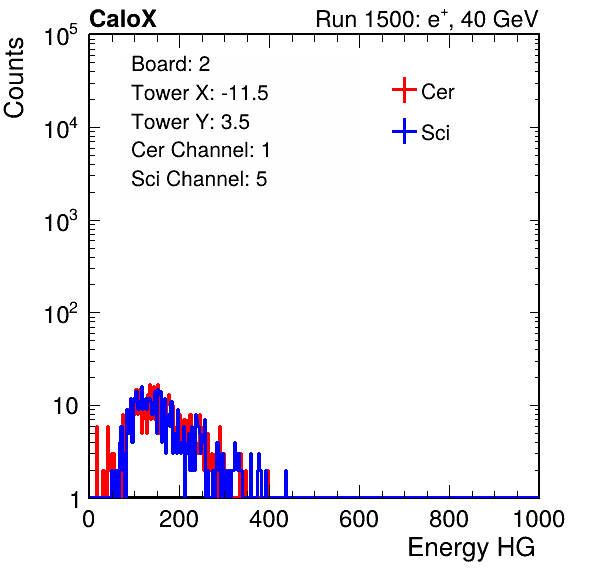 CaloX Run 1500: e⁺, 40 GeV
Counts
10⁵
10⁴
10³
10²
10
1
Board: 2
Tower X: -11.5
Tower Y: 3.5
Cer Channel: 1
Sci Channel: 5
Cer
Sci
0 200 400 600 800 1000
Energy HG